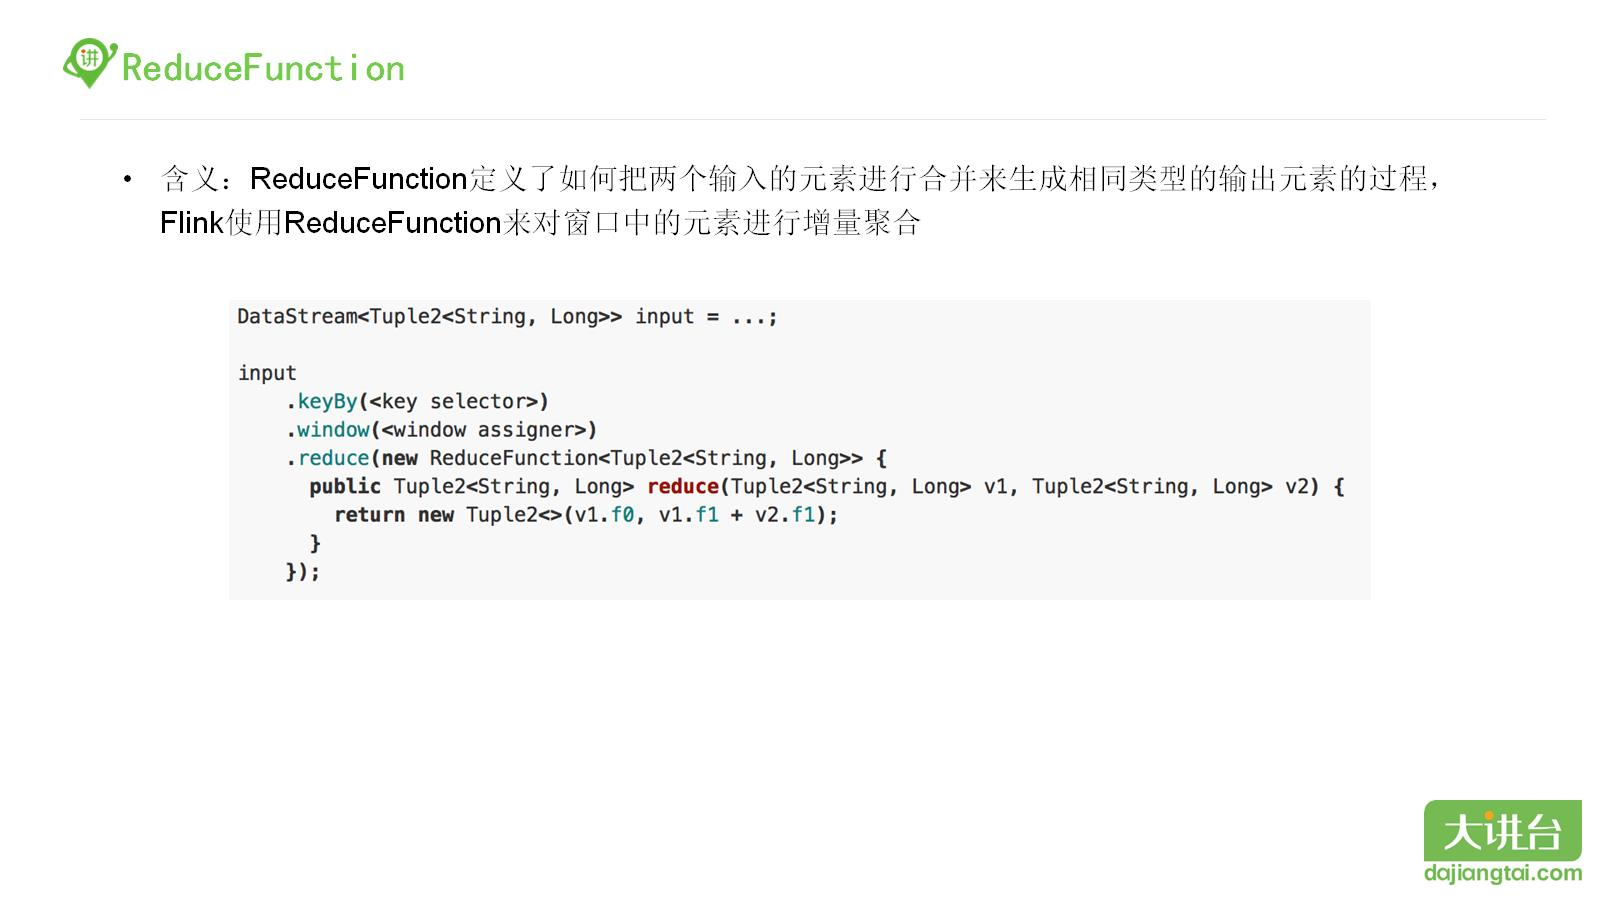 讲
ReduceFunction
• 含义：ReduceFunction定义了如何把两个输入的元素进行合并来生成相同类型的输出元素的过程，
Flink使用ReduceFunction来对窗口中的元素进行增量聚合
DataStream<Tuple2<String, Long>> input = ...;
input
    .keyBy(<key selector>)
    .window(<window assigner>)
    .reduce(new ReduceFunction<Tuple2<String, Long>> {
      public Tuple2<String, Long> reduce(Tuple2<String, Long> v1, Tuple2<String, Long> v2) {
        return new Tuple2<>(v1.f0, v1.f1 + v2.f1);
      }
    });
大讲台
dajiangtai.com